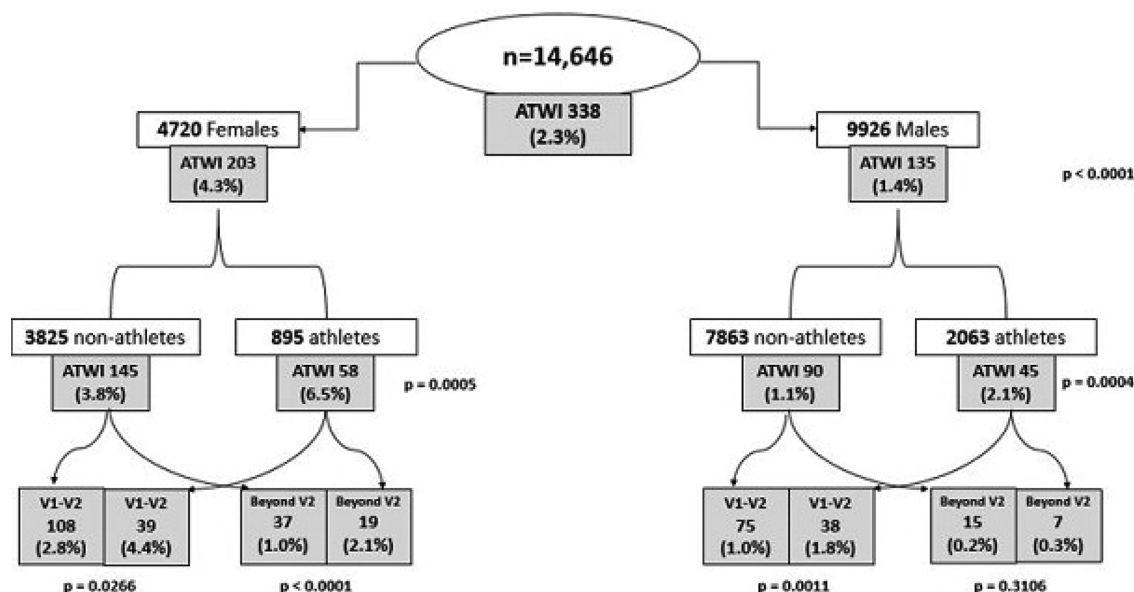 n=14,646
ATWI 338
(2.3%)
4720 Females
ATWI 203
(4.3%)
9926 Males
ATWI 135
(1.4%)
p < 0.0001
3825 non-athletes
ATWI 145
(3.8%)
895 athletes
ATWI 58
(6.5%)
p = 0.0005
7863 non-athletes
ATWI 90
(1.1%)
2063 athletes
ATWI 45
(2.1%)
p = 0.0004
V1-V2
108
(2.8%)
V1-V2
39
(4.4%)
Beyond V2
37
(1.0%)
Beyond V2
19
(2.1%)
V1-V2
75
(1.0%)
V1-V2
38
(1.8%)
Beyond V2
15
(0.2%)
Beyond V2
7
(0.3%)
p = 0.0266
p < 0.0001
p = 0.0011
p = 0.3106